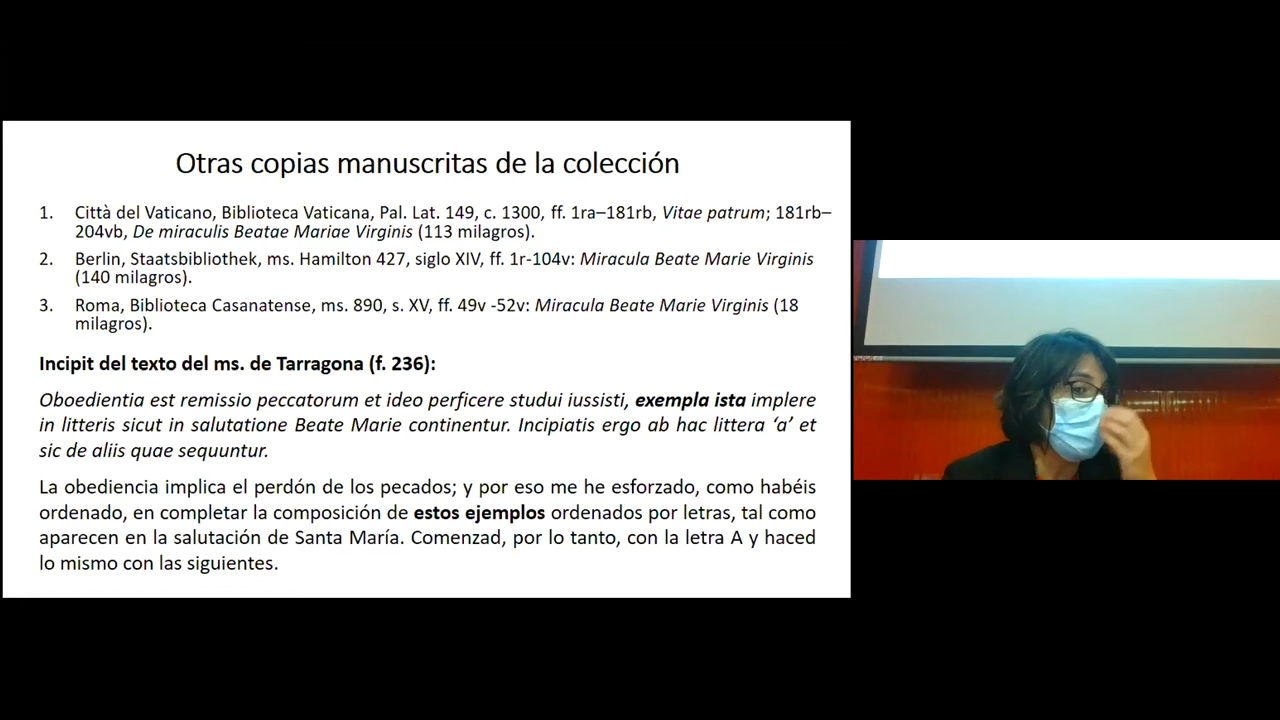 Otras copias manuscritas de la colección
1. Città del Vaticano, Biblioteca Vaticana, Pal. Lat. 149, c. 1300, ff. 1ra–181rb, Vitae patrum; 181rb–
204vb, De miraculis Beatae Mariae Virginis (113 milagros).
2. Berlin, Staatsbibliothek, ms. Hamilton 427, siglo XIV, ff. 1r-104v: Miracula Beate Marie Virginis
(140 milagros).
3. Roma, Biblioteca Casanatense, ms. 890, s. XV, ff. 49v -52v: Miracula Beate Marie Virginis (18
milagros).
Incipit del texto del ms. de Tarragona (f. 236):
Oboedientia est remissio peccatorum et ideo perficere studui iussisti, exempla ista implere
in litteris sicut in salutatione Beate Marie continentur. Incipiatis ergo ab hac littera ‘a’ et
sic de aliis quae sequuntur.
La obediencia implica el perdón de los pecados; y por eso me he esforzado, como habéis
ordenado, en completar la composición de estos ejemplos ordenados por letras, tal como
aparecen en la salutación de Santa María. Comenzad, por lo tanto, con la letra A y haced
lo mismo con las siguientes.